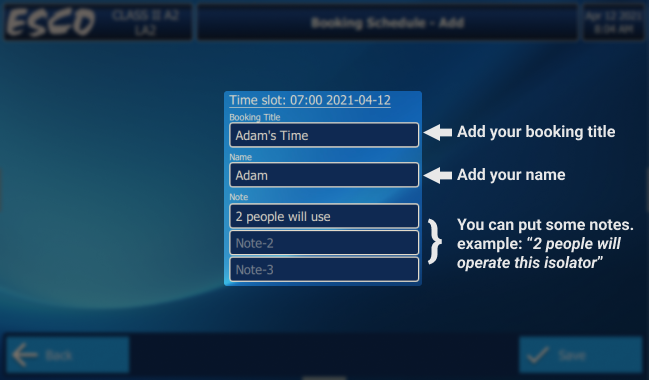 ESCO
CLASS II A2
LA2
Booking Schedule - Add
Apr 12 2021
8:04 AM
Time slot: 07:00 2021-04-12
Booking Title
Adam's Time
Add your booking title
Name
Adam
Add your name
Note
2 people will use
Note-2
Note-3
You can put some notes.
example: “2 people will
operate this isolator”
Back
Save